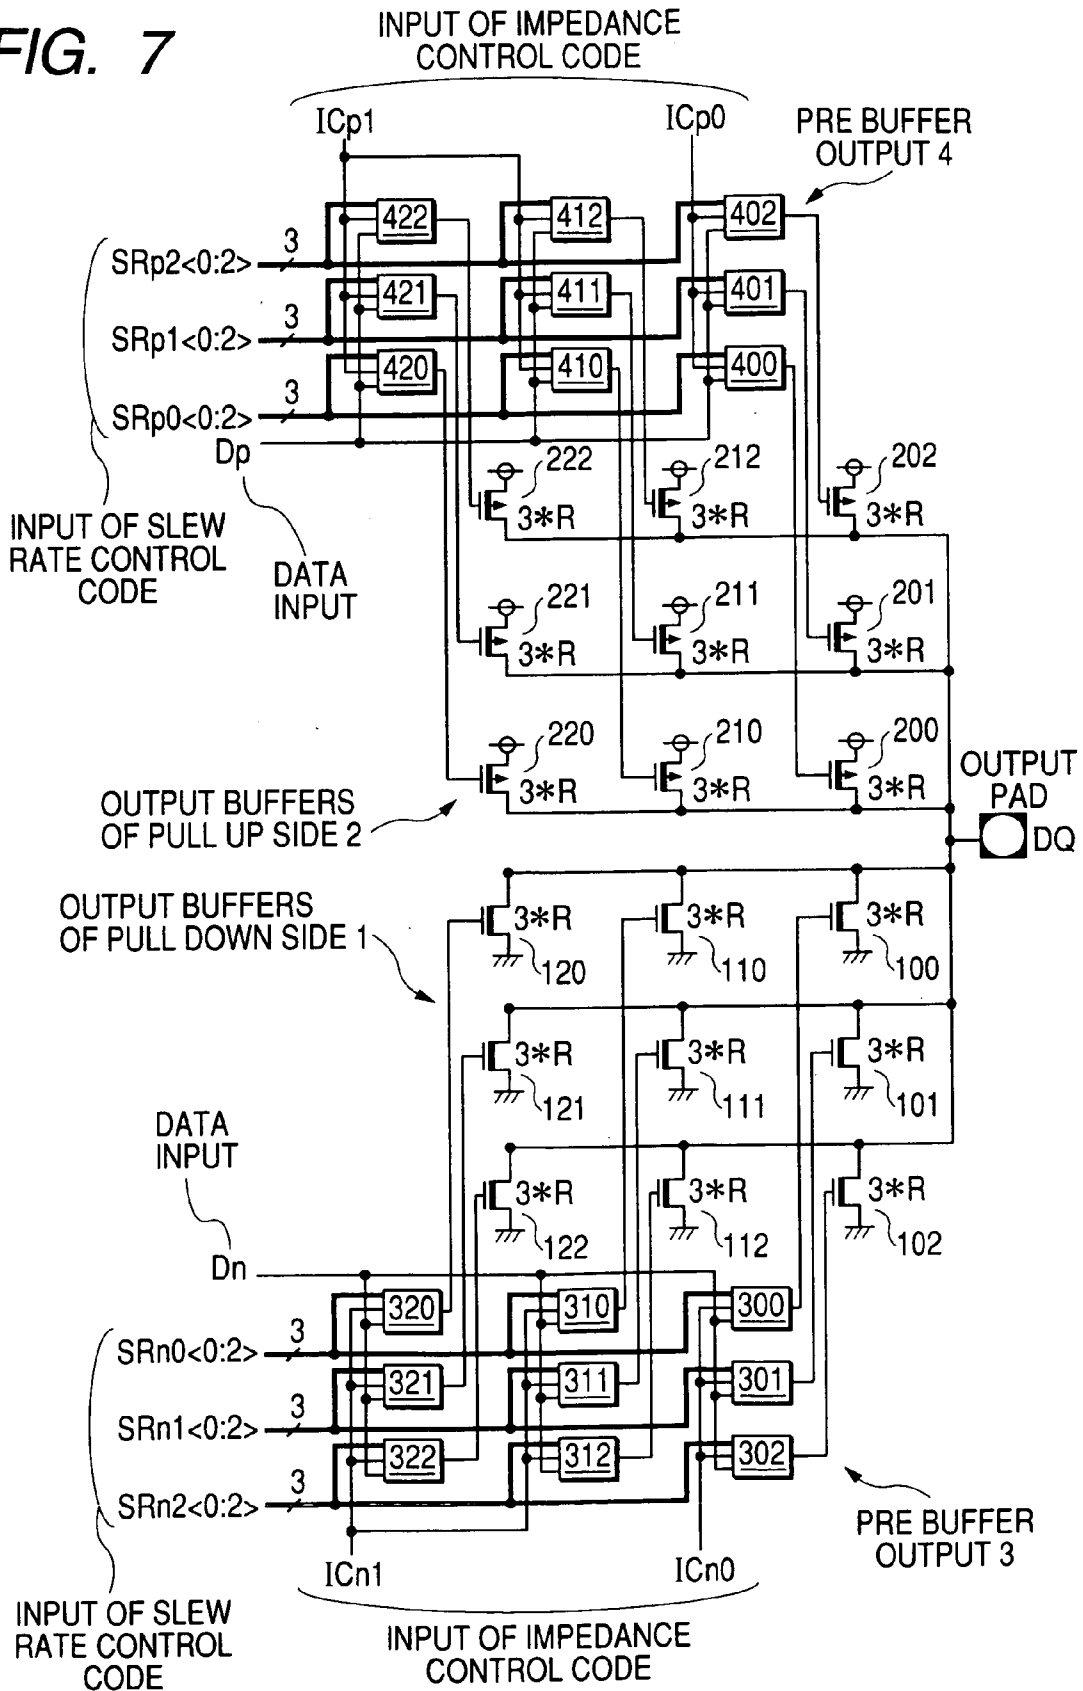 FIG. 7
INPUT OF IMPEDANCE
CONTROL CODE
ICp1
ICp0
PRE BUFFER
OUTPUT 4
422
412
402
SRp2<0:2>
3
421
411
401
SRp1<0:2>
3
420
410
400
SRp0<0:2>
3
Dp
INPUT OF SLEW
RATE CONTROL
CODE
DATA
INPUT
222
3*R
212
3*R
202
3*R
221
3*R
211
3*R
201
3*R
220
3*R
210
3*R
200
3*R
OUTPUT
PAD
DQ
OUTPUT BUFFERS
OF PULL UP SIDE 2
OUTPUT BUFFERS
OF PULL DOWN SIDE 1
3*R
120
3*R
110
3*R
100
3*R
121
3*R
111
3*R
101
3*R
122
3*R
112
3*R
102
DATA
INPUT
Dn
320
310
300
SRn0<0:2>
3
321
311
301
SRn1<0:2>
3
322
312
302
SRn2<0:2>
3
ICn1
ICn0
PRE BUFFER
OUTPUT 3
INPUT OF SLEW
RATE CONTROL
CODE
INPUT OF IMPEDANCE
CONTROL CODE